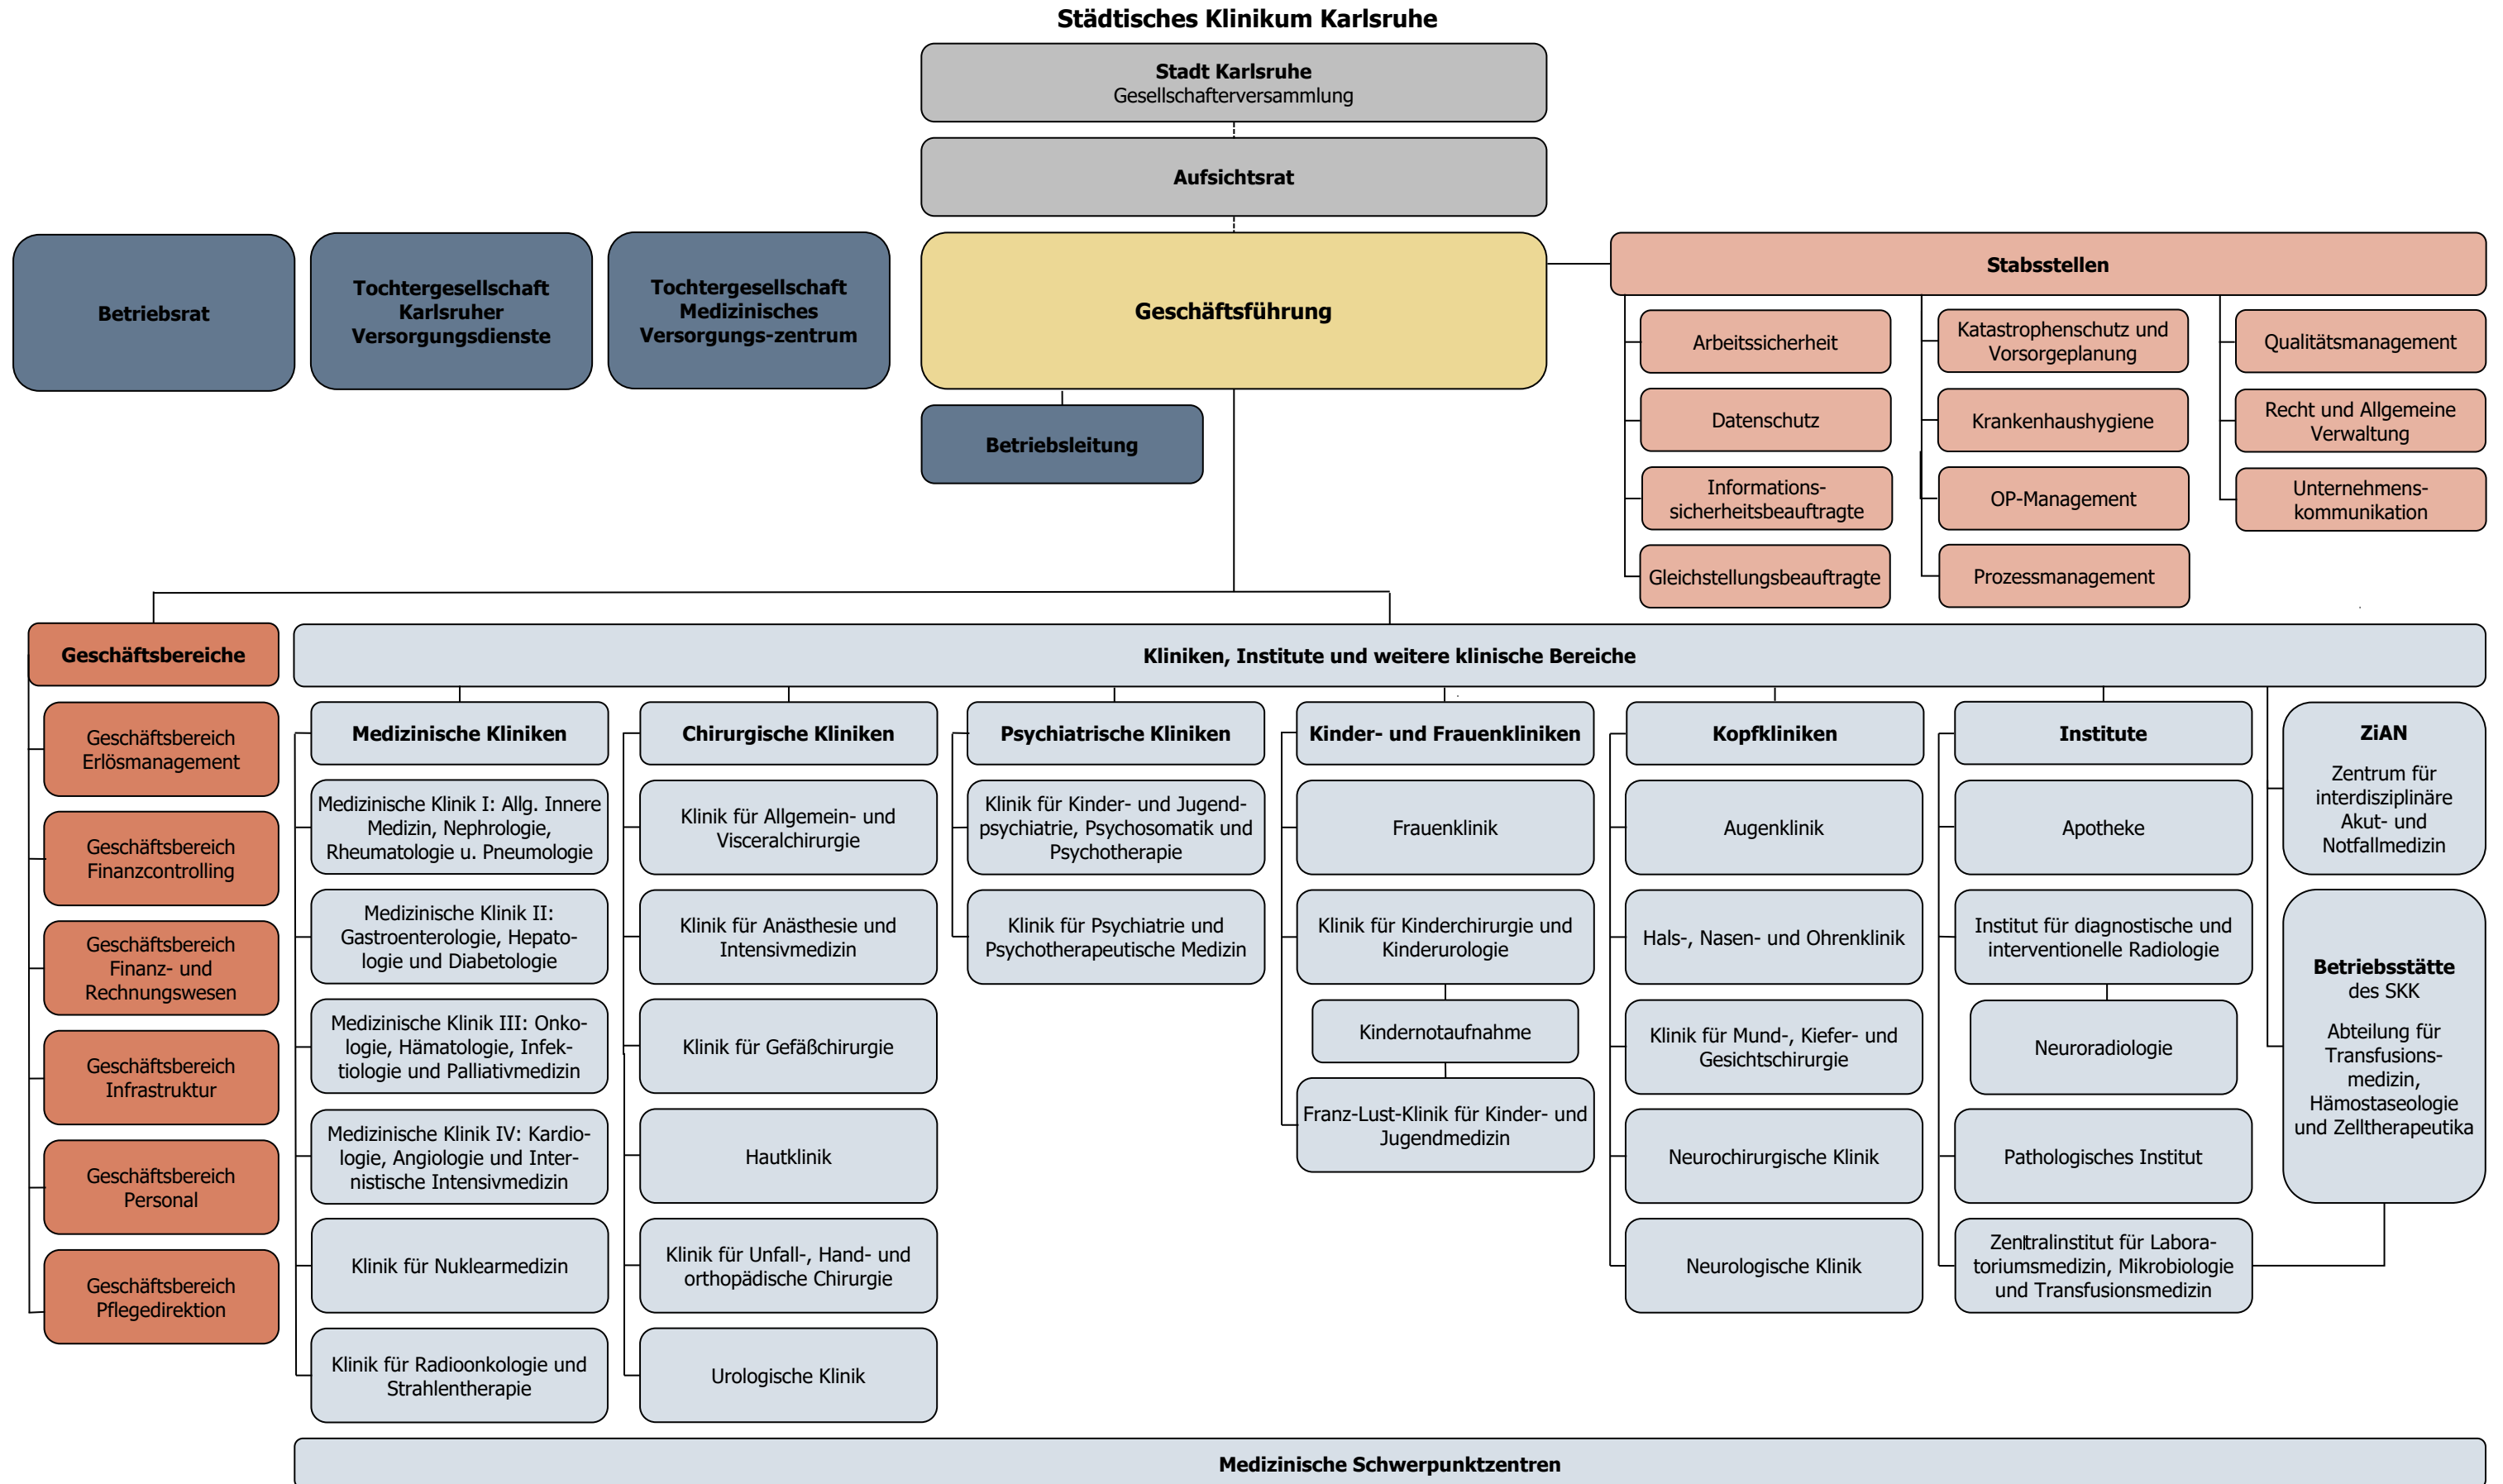 Städtisches Klinikum Karlsruhe
Stadt Karlsruhe
Gesellschafterversammlung
Aufsichtsrat
Betriebsrat
Tochtergesellschaft
Karlsruher
Versorgungsdienste
Tochtergesellschaft
Medizinisches
Versorgungs-zentrum
Geschäftsführung
Betriebsleitung
Stabsstellen
Arbeitssicherheit
Datenschutz
Informations-
sicherheitsbeauftragte
Gleichstellungsbeauftragte
Katastrophenschutz und
Vorsorgeplanung
Krankenhaushygiene
OP-Management
Prozessmanagement
Qualitätsmanagement
Recht und Allgemeine
Verwaltung
Unternehmens-
kommunikation
Geschäftsbereiche
Geschäftsbereich
Erlösmanagement
Geschäftsbereich
Finanzcontrolling
Geschäftsbereich
Finanz- und
Rechnungswesen
Geschäftsbereich
Infrastruktur
Geschäftsbereich
Personal
Geschäftsbereich
Pflegedirektion
Kliniken, Institute und weitere klinische Bereiche
Medizinische Kliniken
Medizinische Klinik I: Allg. Innere
Medizin, Nephrologie,
Rheumatologie u. Pneumologie
Medizinische Klinik II:
Gastroenterologie, Hepato-
logie und Diabetologie
Medizinische Klinik III: Onko-
logie, Hämatologie, Infek-
tiologie und Palliativmedizin
Medizinische Klinik IV: Kardio-
logie, Angiologie und Inter-
nistische Intensivmedizin
Klinik für Nuklearmedizin
Klinik für Radioonkologie und
Strahlentherapie
Chirurgische Kliniken
Klinik für Allgemein- und
Visceralchirurgie
Klinik für Anästhesie und
Intensivmedizin
Klinik für Gefäßchirurgie
Hautklinik
Klinik für Unfall-, Hand- und
orthopädische Chirurgie
Urologische Klinik
Psychiatrische Kliniken
Klinik für Kinder- und Jugend-
psychiatrie, Psychosomatik und
Psychotherapie
Klinik für Psychiatrie und
Psychotherapeutische Medizin
Kinder- und Frauenkliniken
Frauenklinik
Klinik für Kinderchirurgie und
Kinderurologie
Kindernotaufnahme
Franz-Lust-Klinik für Kinder- und
Jugendmedizin
Kopfkliniken
Augenklinik
Hals-, Nasen- und Ohrenklinik
Klinik für Mund-, Kiefer- und
Gesichtschirurgie
Neurochirurgische Klinik
Neurologische Klinik
Institute
Apotheke
Institut für diagnostische und
interventionelle Radiologie
Neuroradiologie
Pathologisches Institut
Zentralinstitut für Labora-
toriumsmedizin, Mikrobiologie
und Transfusionsmedizin
ZiAN
Zentrum für
interdisziplinäre
Akut- und
Notfallmedizin
Betriebsstätte
des SKK
Abteilung für
Transfusions-
medizin,
Hämostaseologie
und Zelltherapeutika
Medizinische Schwerpunktzentren